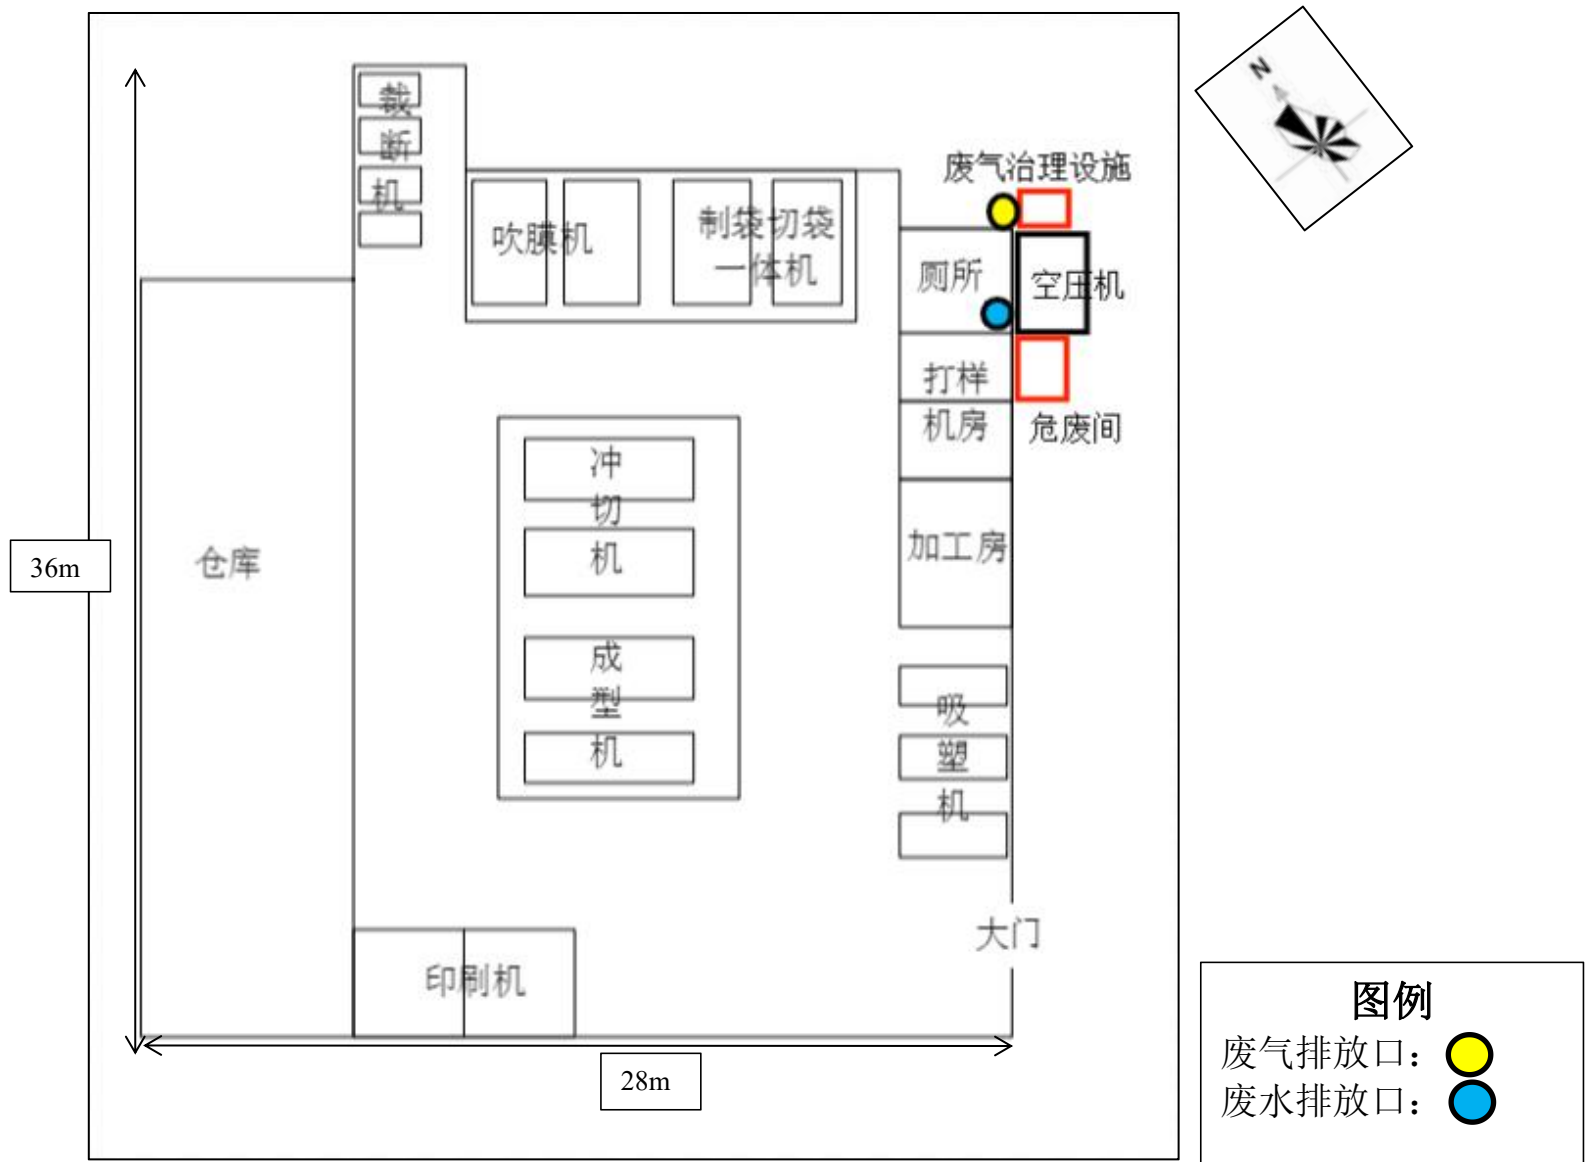 N
裁
断
机
废气治理设施
吹膜机
制袋切袋
一体机
厕所
空压机
打样
机房
危废间
冲
切
机
加工房
仓库
36m
成
型
机
吸
塑
机
大门
印刷机
28m
图例
废气排放口：
废水排放口：